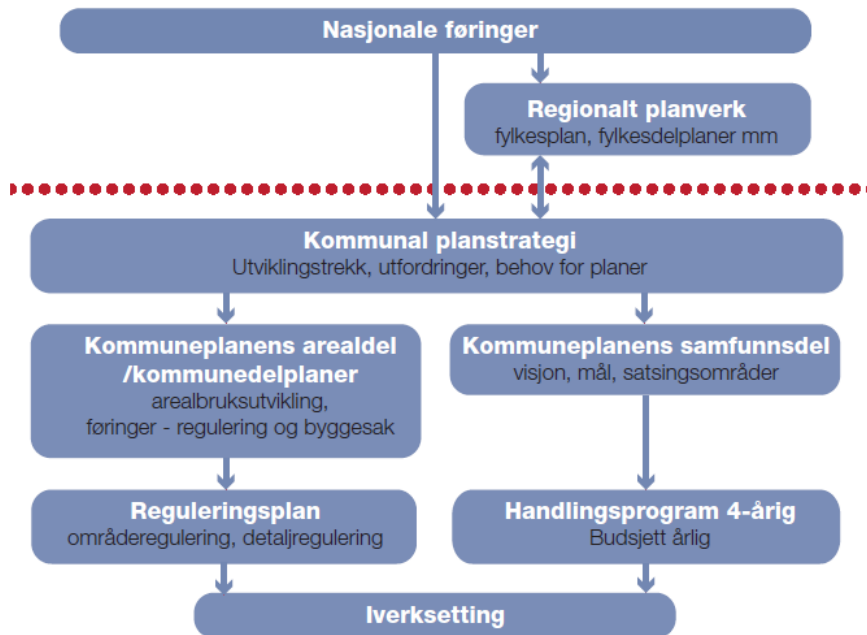 Nasjonale føringer
Regionalt planverk
fylkesplan, fylkesdelplaner mm
Kommunal planstrategi
Utviklingstrekk, utfordringer, behov for planer
Kommuneplanens arealdel
/kommunedelplaner
arealbruksutvikling,
føringer - regulering og byggesak
Kommuneplanens samfunnsdel
visjon, mål, satsingsområder
Reguleringsplan
områderegulering, detaljregulering
Handlingsprogram 4-årig
Budsjett årlig
Iverksetting